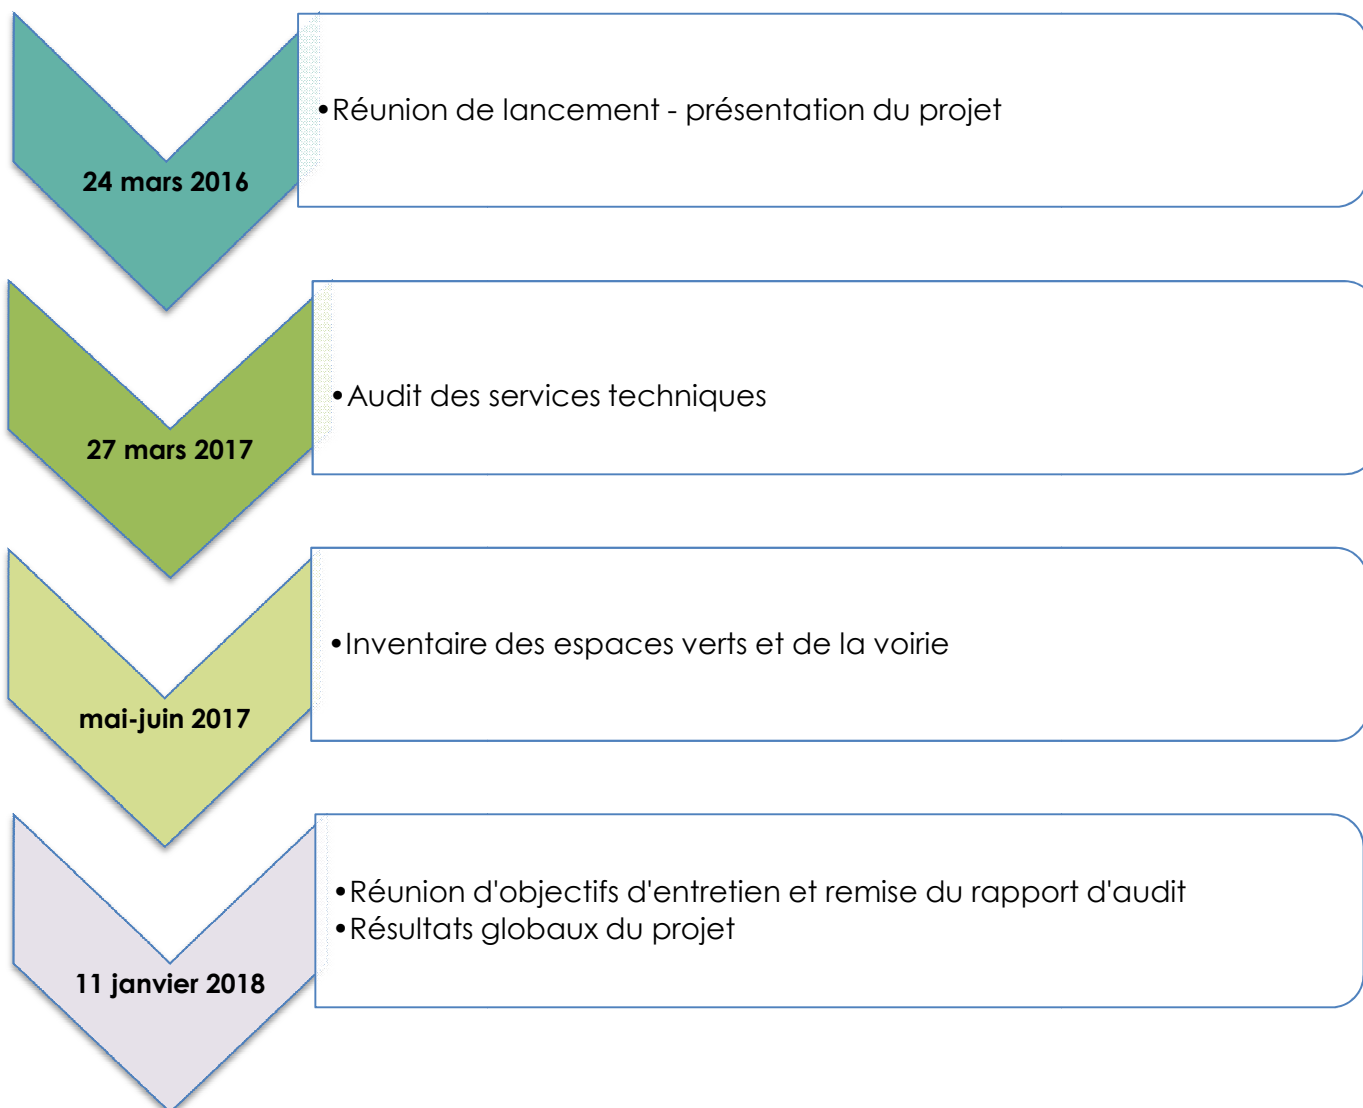 24 mars 2016
•Réunion de lancement - présentation du projet
27 mars 2017
•Audit des services techniques
mai-juin 2017
•Inventaire des espaces verts et de la voirie
11 janvier 2018
•Réunion d'objectifs d'entretien et remise du rapport d'audit
•Résultats globaux du projet